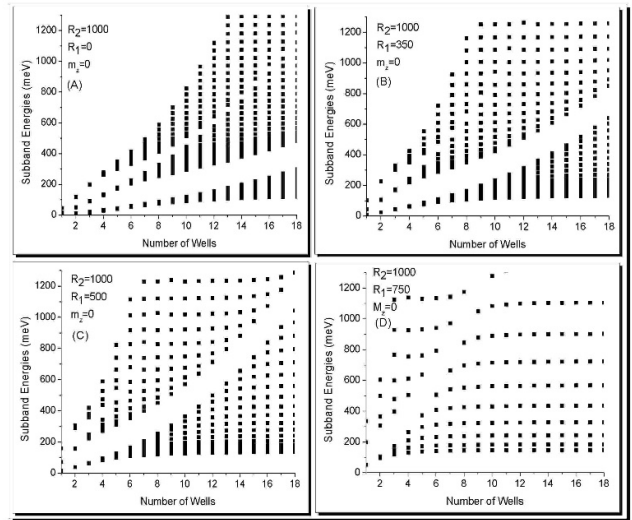 1200
1000
800
600
400
200
0
Subband Energies (meV)
R2=1000
R1=0
mz=0
(A)
2 4 6 8 10 12 14 16 18
Number of Wells
1200
1000
800
600
400
200
0
Subband Energies (meV)
R2=1000
R1=350
mz=0
(B)
2 4 6 8 10 12 14 16 18
Number of Wells
1200
1000
800
600
400
200
0
Subband Energies (meV)
R2=1000
R1=500
mz=0
(C)
2 4 6 8 10 12 14 16 18
Number of Wells
1200
1000
800
600
400
200
0
Subband Energies (meV)
R2=1000
R1=750
Mz=0
(D)
2 4 6 8 10 12 14 16 18
Number of Wells